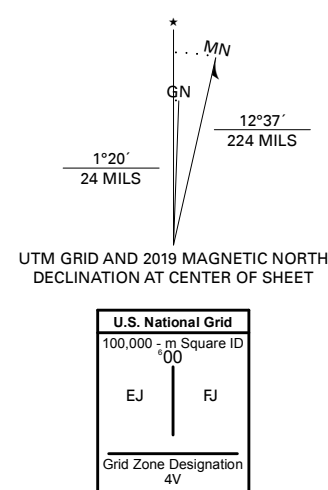 ★
MN
GN
12°37´
224 MILS
1°20´
24 MILS
UTM GRID AND 2019 MAGNETIC NORTH
DECLINATION AT CENTER OF SHEET
U.S. National Grid
100,000 - m Square ID
⁶00
EJ FJ
Grid Zone Designation
4V